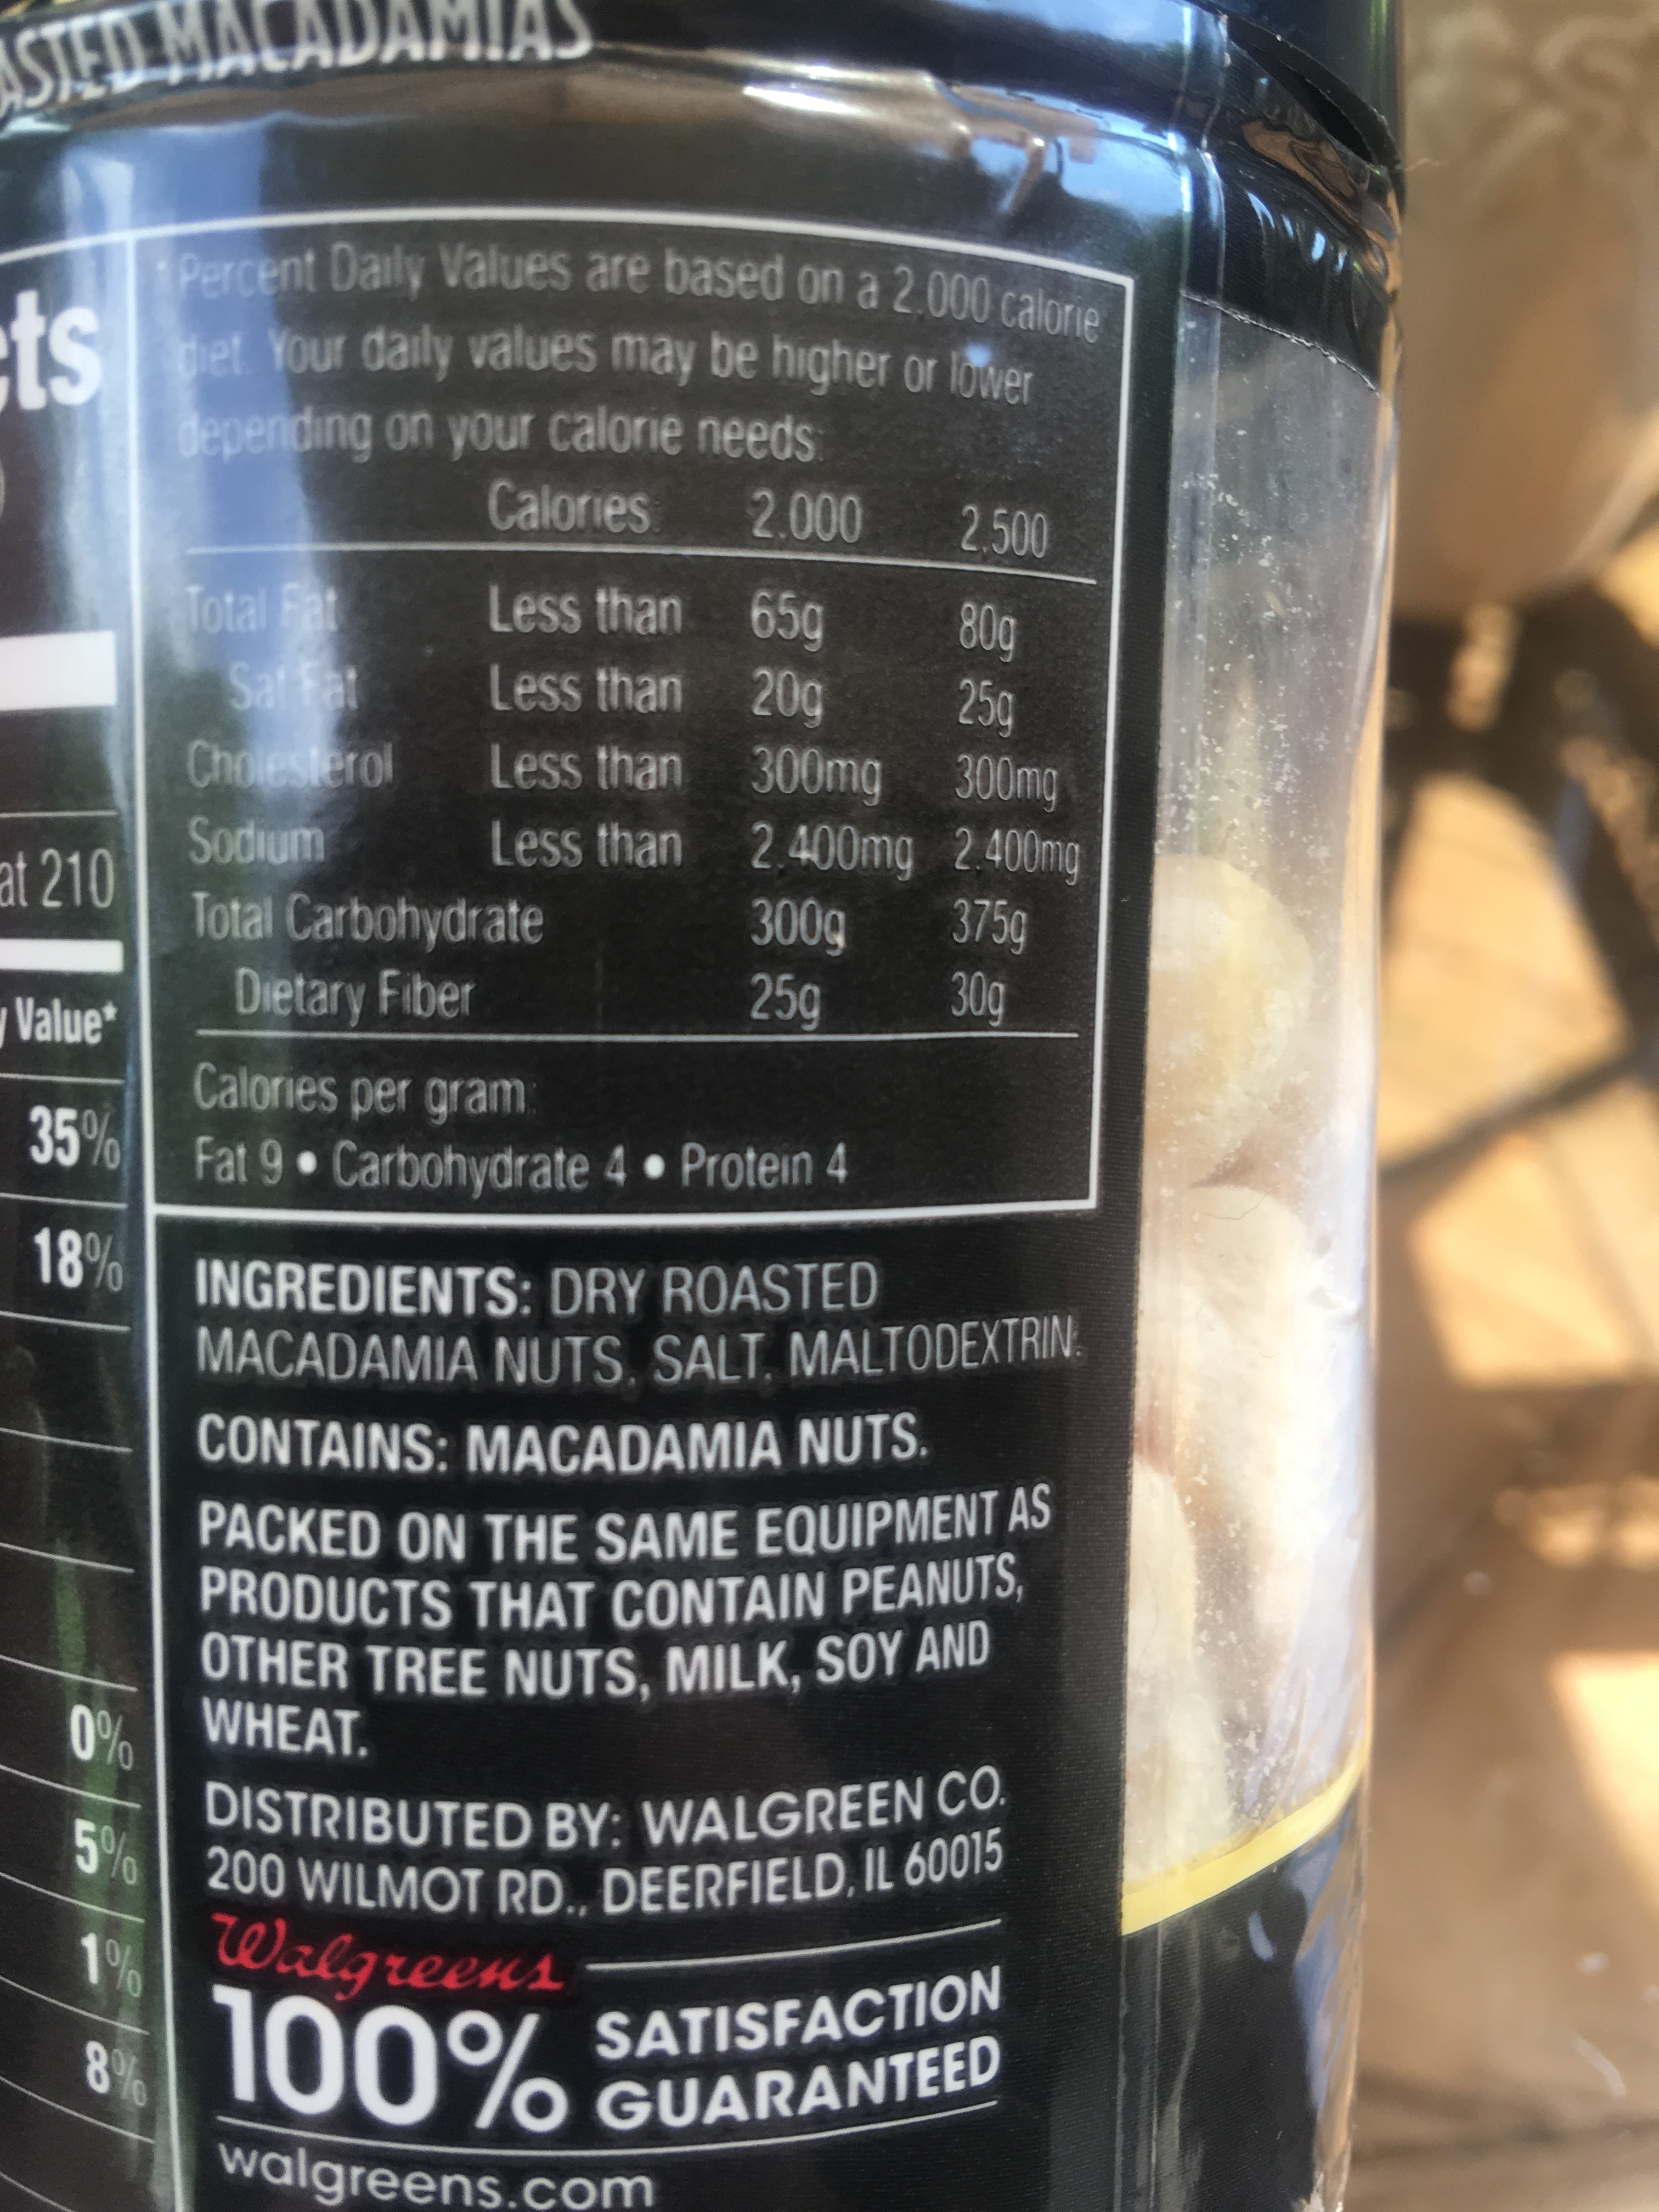 ASTED MACADAMIAS
cts
at 210
y Value*
35%
18%
0%
5%
1%
8%
* Percent Daily Values are based on a 2,000 calorie
diet. Your daily values may be higher or lower
depending on your calorie needs:
Calories: 2,000 2,500
Total Fat Less than 65g 80g
Sat Fat Less than 20g 25g
Cholesterol Less than 300mg 300mg
Sodium Less than 2,400mg 2,400mg
Total Carbohydrate 300g 375g
Dietary Fiber 25g 30g
Calories per gram:
Fat 9 • Carbohydrate 4 • Protein 4
INGREDIENTS: DRY ROASTED
MACADAMIA NUTS, SALT, MALTODEXTRIN.
CONTAINS: MACADAMIA NUTS.
PACKED ON THE SAME EQUIPMENT AS
PRODUCTS THAT CONTAIN PEANUTS,
OTHER TREE NUTS, MILK, SOY AND
WHEAT.
DISTRIBUTED BY: WALGREEN CO.
200 WILMOT RD., DEERFIELD, IL 60015
Walgreens
100% SATISFACTION
GUARANTEED
walgreens.com